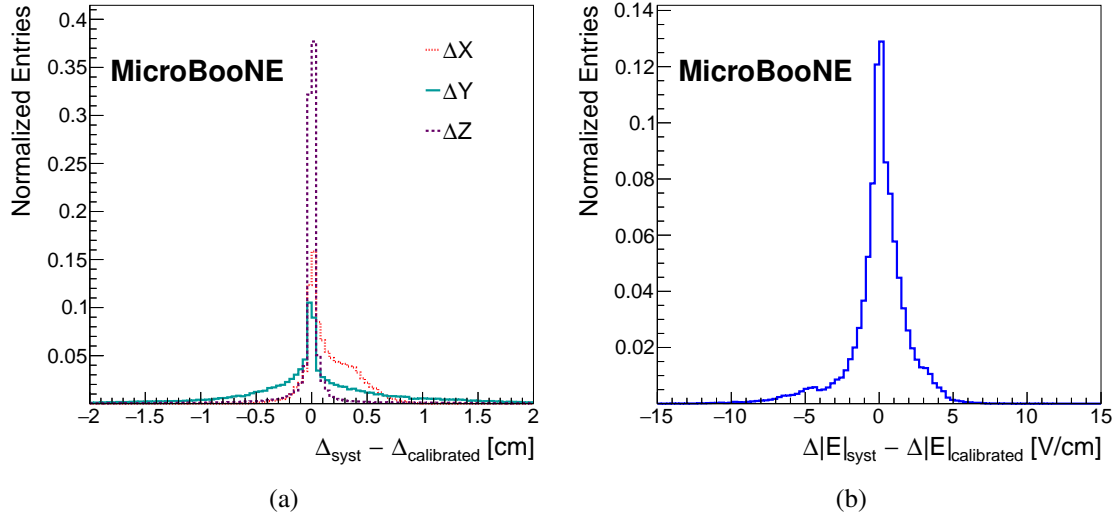 Normalized Entries
0.4
0.35
0.3
0.25
0.2
0.15
0.1
0.05
MicroBooNE
ΔX
ΔY
ΔZ
−2 −1.5 −1 −0.5 0 0.5 1 1.5 2
Δsyst − Δcalibrated [cm]
(a)
Normalized Entries
0.14
0.12
0.1
0.08
0.06
0.04
0.02
MicroBooNE
−15 −10 −5 0 5 10 15
Δ|E|syst − Δ|E|calibrated [V/cm]
(b)